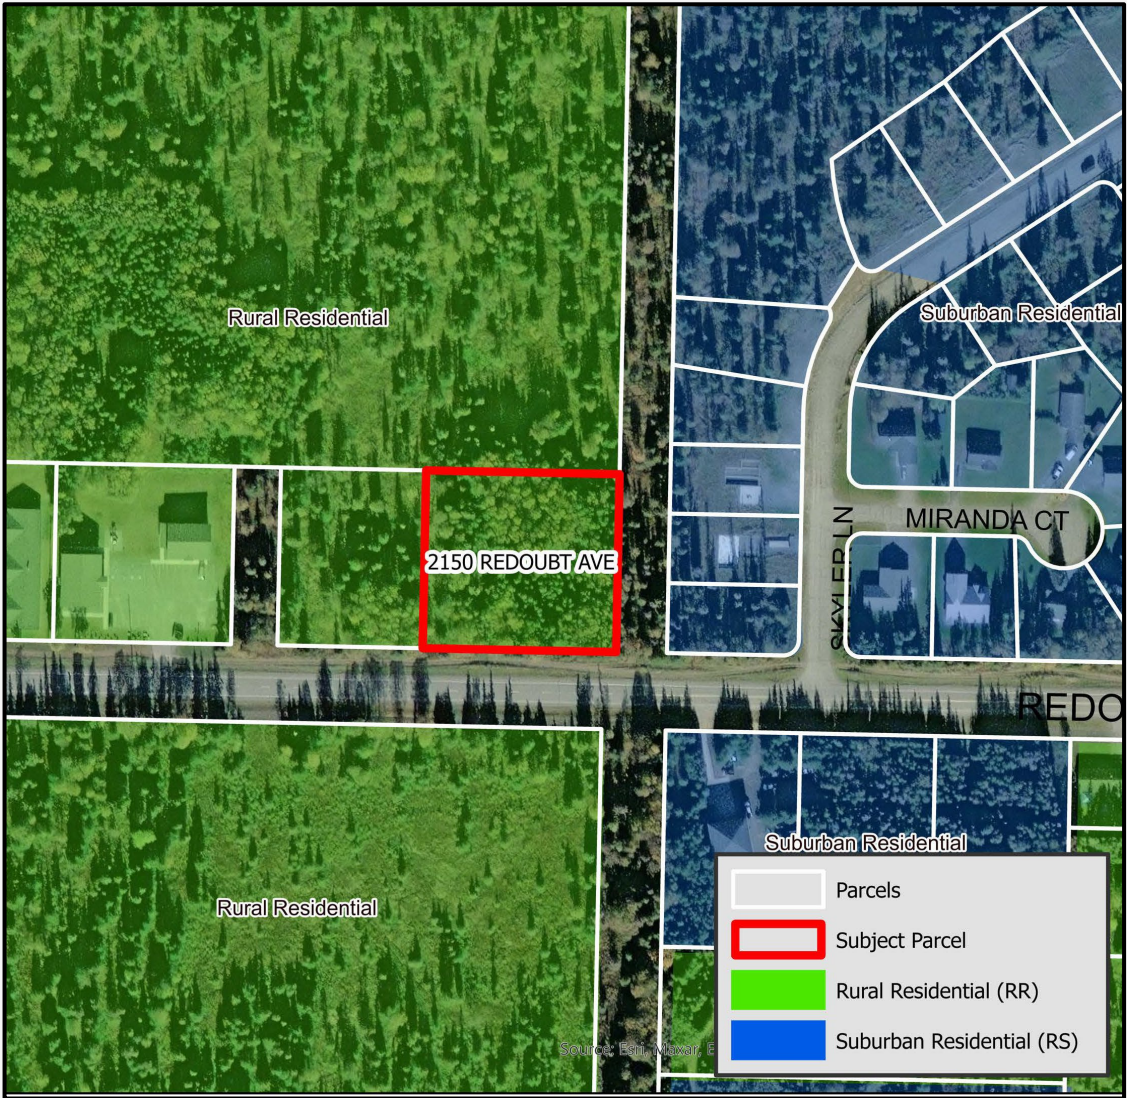 Rural Residential
Suburban Residential
MIRANDA CT
SKYLER LN
2150 REDOUBT AVE
REDO
Suburban Residential
Rural Residential
Parcels
Subject Parcel
Rural Residential (RR)
Suburban Residential (RS)
Source: Esri, Maxar, E